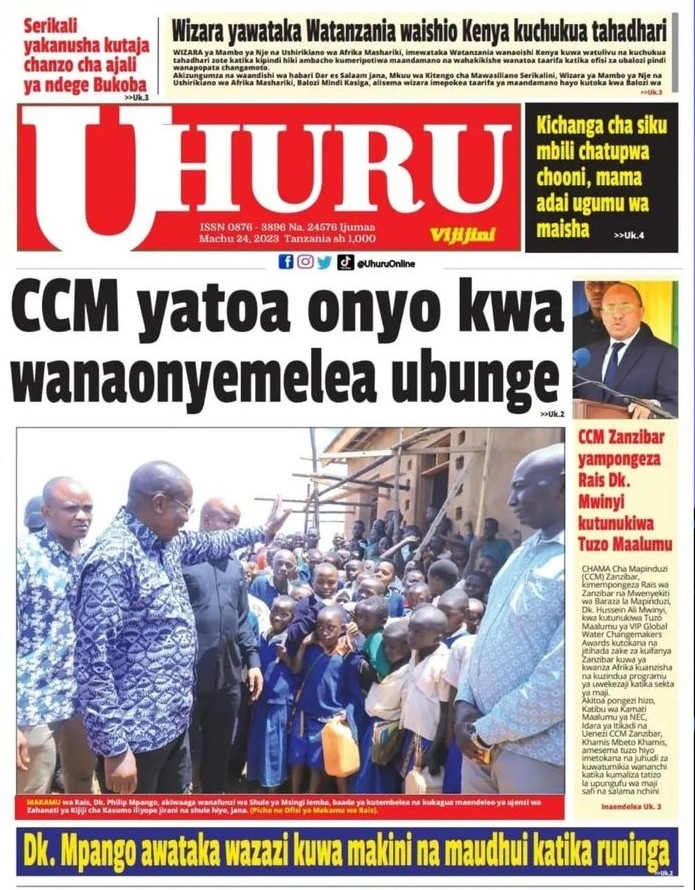 Serikali
yakanusha kutaja
chanzo cha ajali
ya ndege Bukoba
>>Uk.3
Wizara yawataka Watanzania waishio Kenya kuchukua tahadhari
WIZARA ya Mambo ya Nje na Ushirikiano wa Afrika Mashariki, imewataka Watanzania wanaoishi Kenya kuwa watulivu na kuchukua
tahadhari zote katika kipindi hiki ambacho kumeripotiwa maandamano na wahakikishe wanatoa taarifa katika ofisi za ubalozi pindi
wanapopata changamoto.
Akizungumza na waandishi wa habari Dar es Salaam jana, Mkuu wa Kitengo cha Mawasiliano Serikalini, Wizara ya Mambo ya Nje na
Ushirikiano wa Afrika Mashariki, Balozi Mindi Kasiga, alisema wizara imepokea taarifa ya maandamano hayo kutoka kwa Balozi wa
>>Uk.3
UHURU
ISSN 0876 - 3896 Na. 24576 Ijumaa
Machu 24, 2023 Tanzania sh 1,000
Vijijini
Kichanga cha siku
mbili chatupwa
chooni, mama
adai ugumu wa
maisha >>Uk.4
@UhuruOnline
CCM yatoa onyo kwa
wanaonyemelea ubunge
>>Uk.2
CCM Zanzibar
yampongeza
Rais Dk.
Mwinyi
kutunukiwa
Tuzo Maalumu
CHAMA Cha Mapinduzi
(CCM) Zanzibar,
kimempongeza Rais wa
Zanzibar na Mwenyekiti
wa Baraza la Mapinduzi,
Dk. Hussein Ali Mwinyi,
kwa kutunukiwa Tuzo
Maalumu ya VIP Global
Water Changemakers
Awards kutokana na
jitihada zake za kuifanya
Zanzibar kuwa ya
kwanza Afrika kuanzisha
na kuzindua programu
ya uwekezaji katika sekta
ya maji.
Akitoa pongezi hizo,
Katibu wa Kamati
Maalumu ya NEC,
Idara ya Itikadi na
Uenezi CCM Zanzibar,
Khamis Mbeto Khamis,
amesema tuzo hiyo
imetokana na juhudi za
kuwatumikia wananchi
katika kumaliza tatizo
la upungufu wa maji
safi na salama nchini
Inaendelea Uk. 3
MAKAMU wa Rais, Dk. Philip Mpango, akiwaaga wanafunzi wa Shule ya Msingi Iemba, baada ya kutembelea na kukagua maendeleo ya ujenzi wa
Zahanati ya Kijiji cha Kasumo iliyopo jirani na shule hiyo, jana. (Picha na Ofisi ya Makamu wa Rais).
Dk. Mpango awataka wazazi kuwa makini na maudhui katika runinga
>>Uk.2